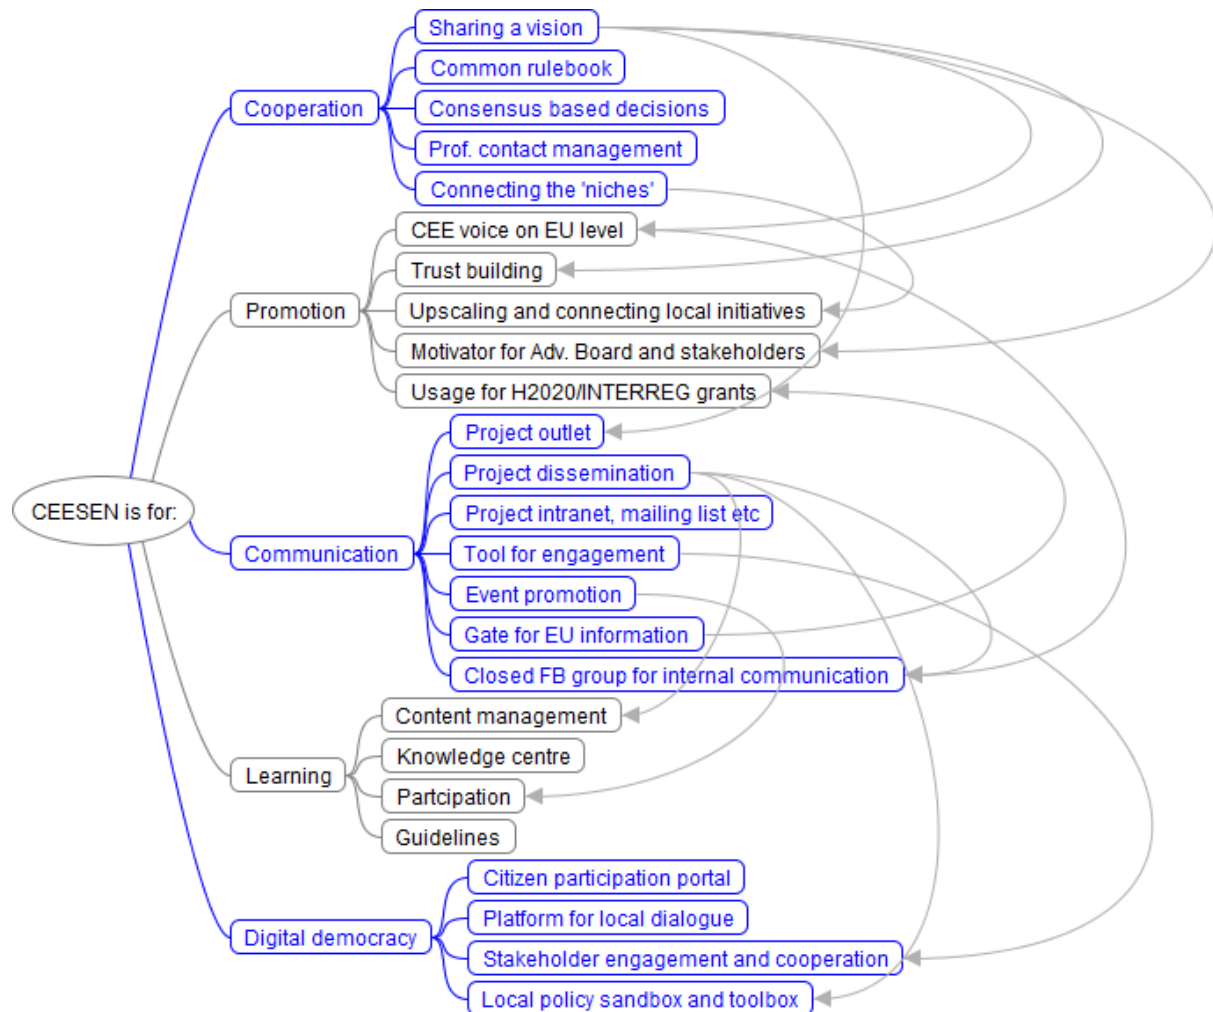 Sharing a vision
Common rulebook
Cooperation
Consensus based decisions
Prof. contact management
Connecting the 'niches'
CEE voice on EU level
Trust building
Promotion
Upscaling and connecting local initiatives
Motivator for Adv. Board and stakeholders
Usage for H2020/INTERREG grants
Project outlet
Project dissemination
CEESEN is for:
Project intranet, mailing list etc
Communication
Tool for engagement
Event promotion
Gate for EU information
Closed FB group for internal communication
Content management
Knowledge centre
Learning
Partcipation
Guidelines
Citizen participation portal
Platform for local dialogue
Digital democracy
Stakeholder engagement and cooperation
Local policy sandbox and toolbox